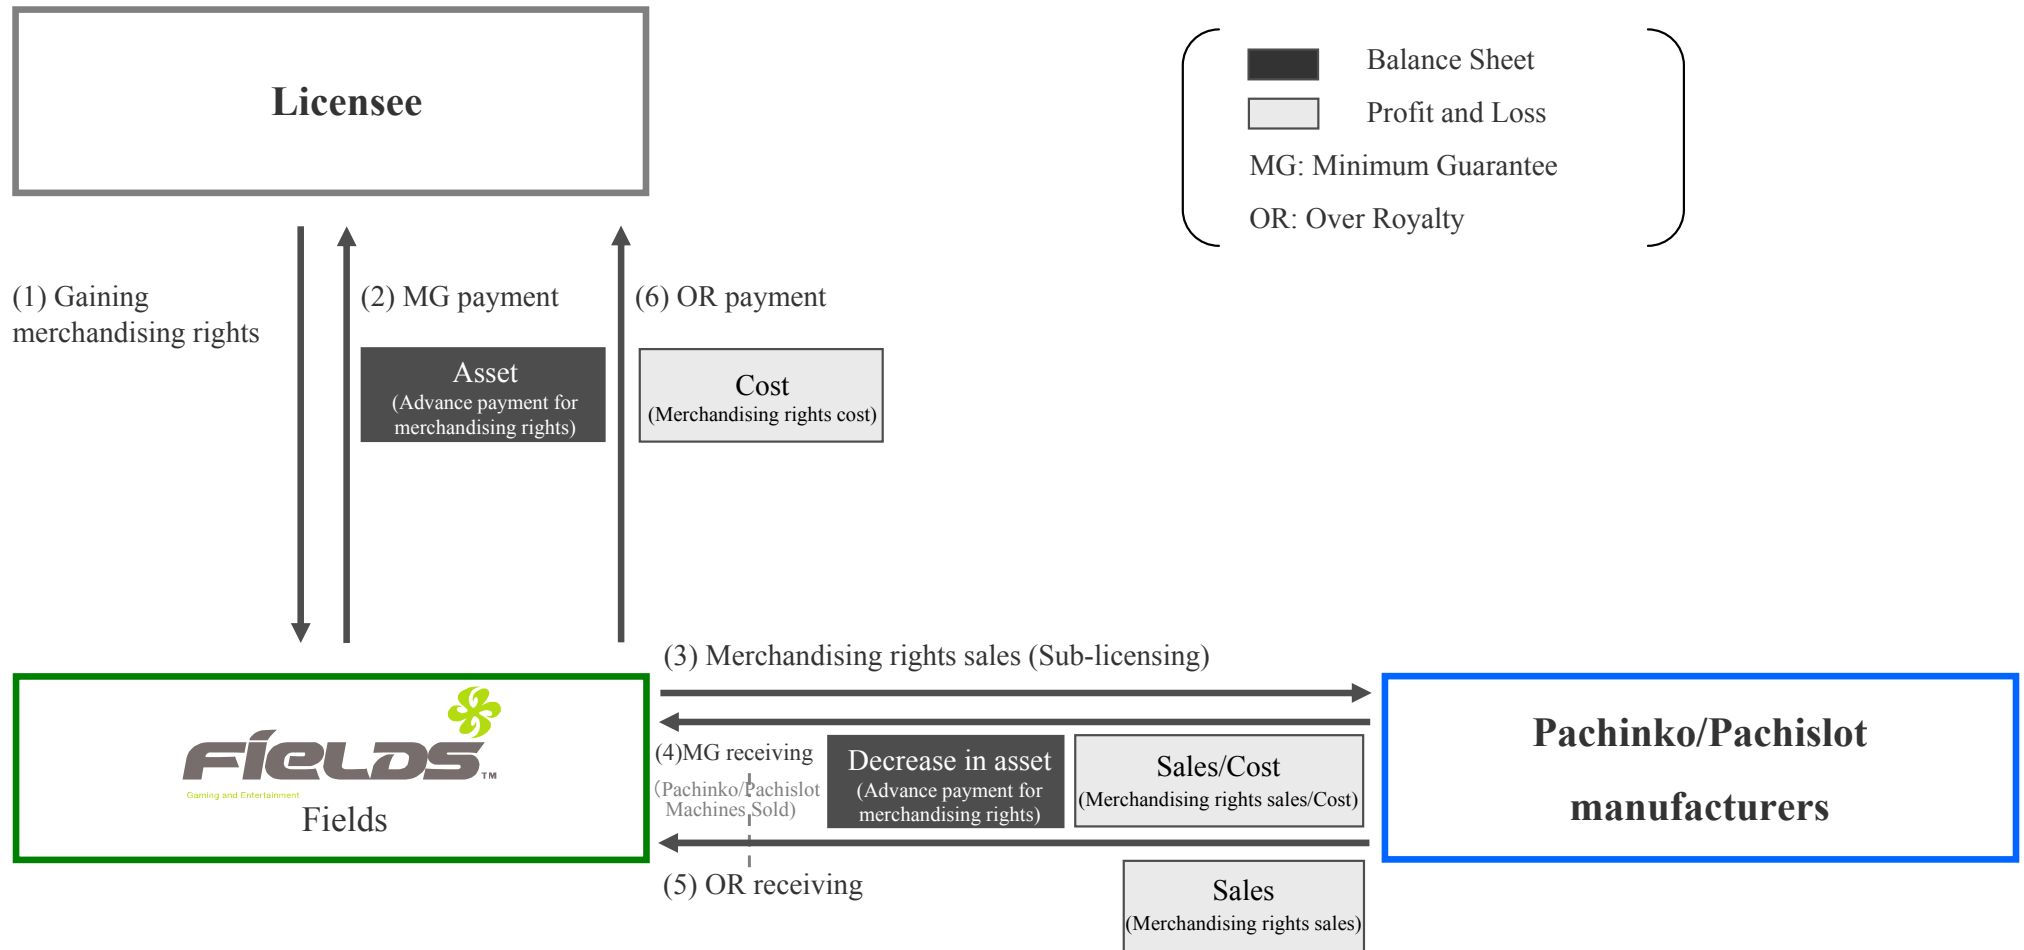 Licensee
Balance Sheet
Profit and Loss
MG: Minimum Guarantee
OR: Over Royalty
(1) Gaining
merchandising rights
(2) MG payment
(6) OR payment
Asset
(Advance payment for
merchandising rights)
Cost
(Merchandising rights cost)
(3) Merchandising rights sales (Sub-licensing)
FIELDS™
Gaming and Entertainment
Fields
(4)MG receiving
(Pachinko/Pachislot
Machines Sold)
Decrease in asset
(Advance payment for
merchandising rights)
Sales/Cost
(Merchandising rights sales/Cost)
Pachinko/Pachislot
manufacturers
(5) OR receiving
Sales
(Merchandising rights sales)